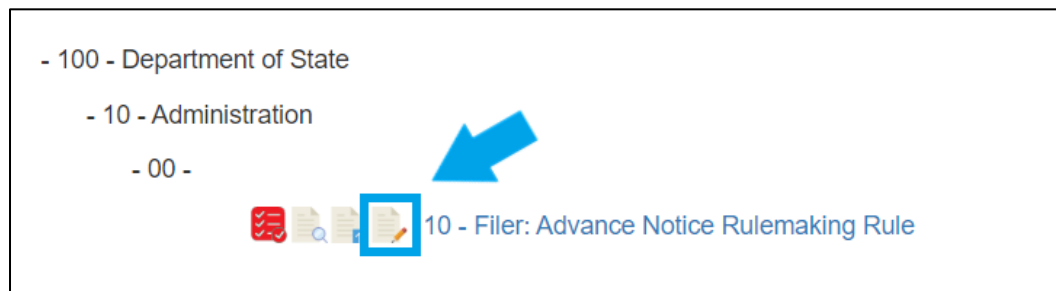 - 100 - Department of State
- 10 - Administration
- 00 -
10 - Filer: Advance Notice Rulemaking Rule